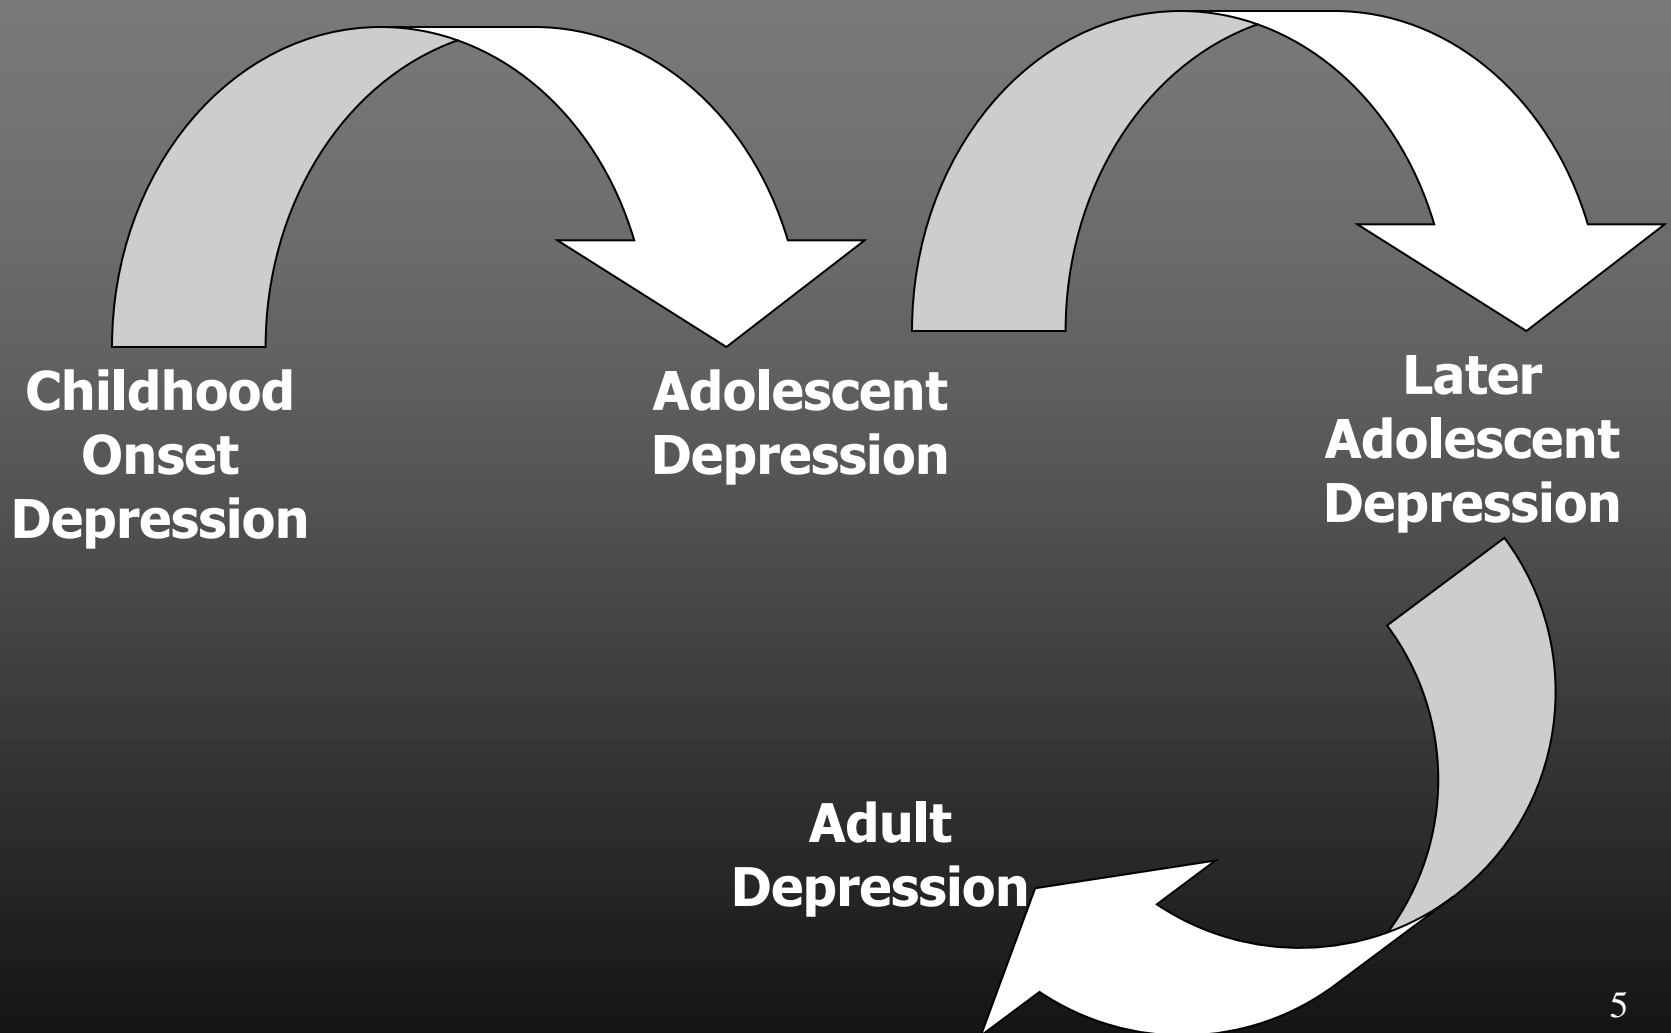 Childhood
Onset
Depression
Adolescent
Depression
Later
Adolescent
Depression
Adult
Depression
5